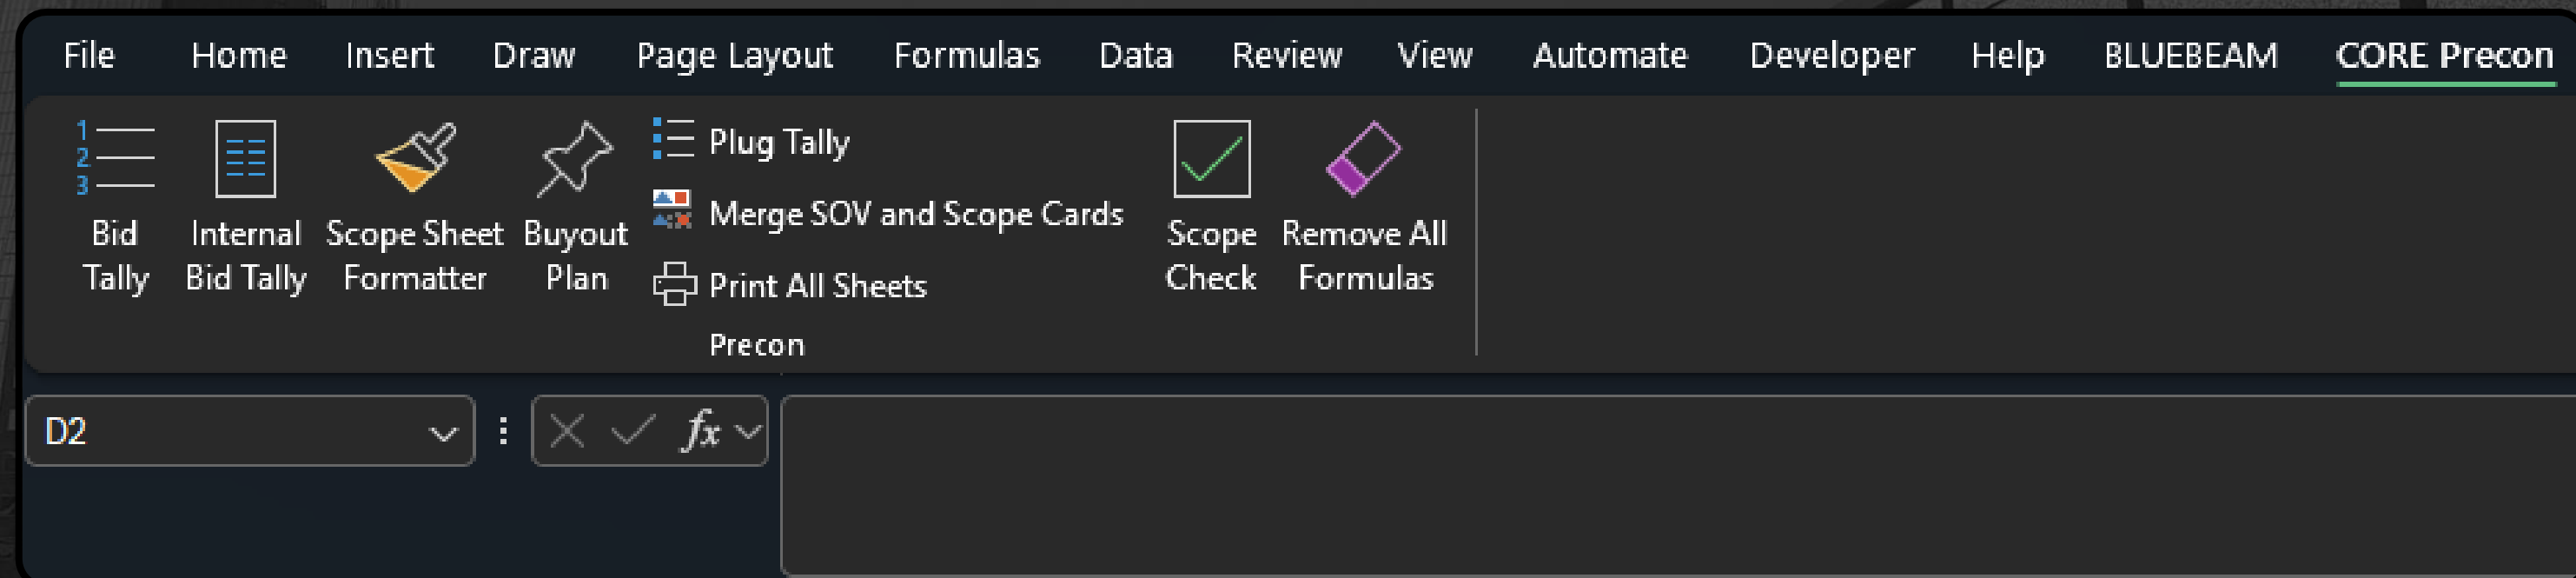 File Home Insert Draw Page Layout Formulas Data Review View Automate Developer Help BLUEBEAM CORE Precon
1
2
3
Bid
Tally
Internal
Bid Tally
Scope Sheet
Formatter
Buyout
Plan
Plug Tally
Merge SOV and Scope Cards
Print All Sheets
Scope
Check
Remove All
Formulas
Precon
D2
fx